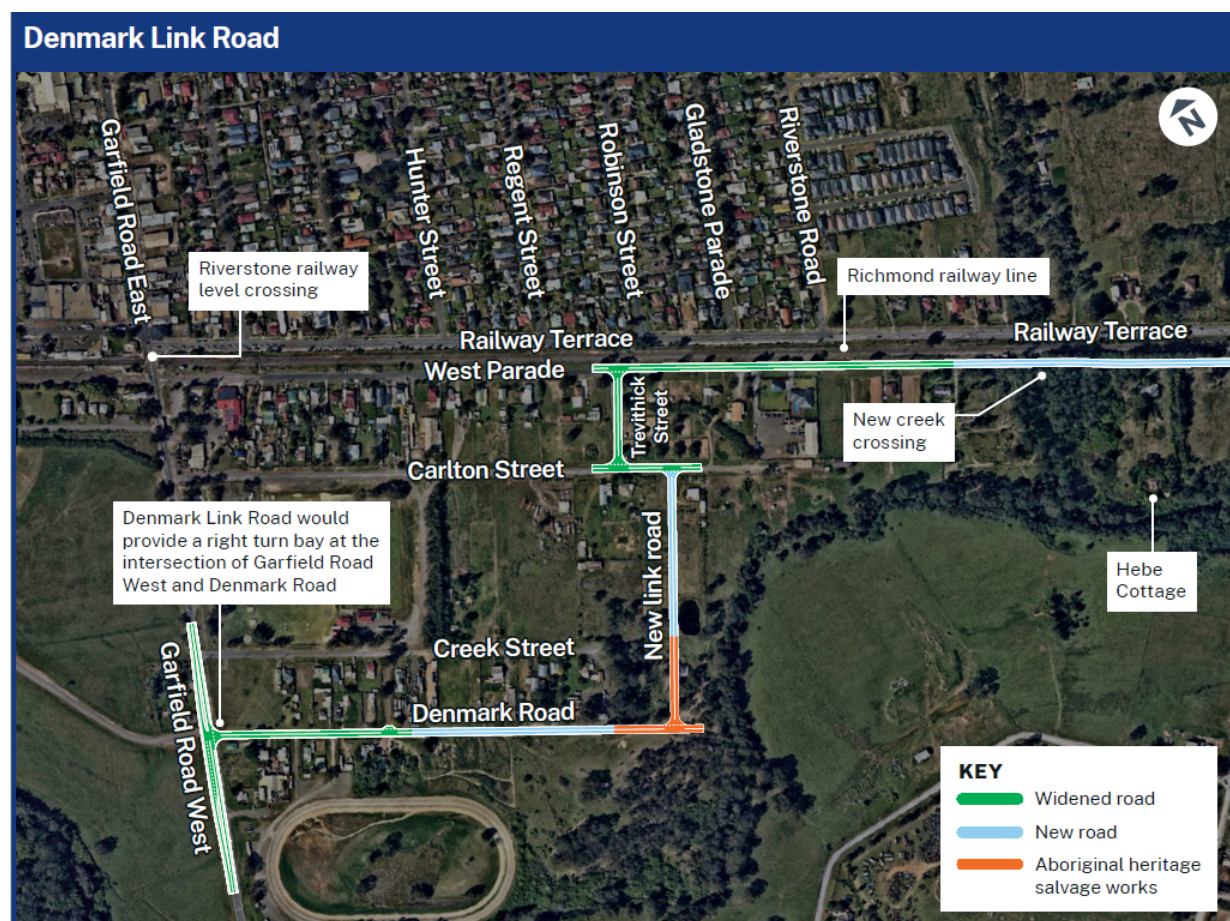 Denmark Link Road
N
Garfield Road East
Hunter Street
Regent Street
Robinson Street
Gladstone Parade
Riverstone Road
Riverstone railway
level crossing
Richmond railway line
Railway Terrace
Railway Terrace
West Parade
Trevithick
Street
New creek
crossing
Carlton Street
Denmark Link Road would
provide a right turn bay at the
intersection of Garfield Road
West and Denmark Road
New link road
Hebe
Cottage
Creek Street
Garfield Road West
Denmark Road
KEY
Widened road
New road
Aboriginal heritage
salvage works